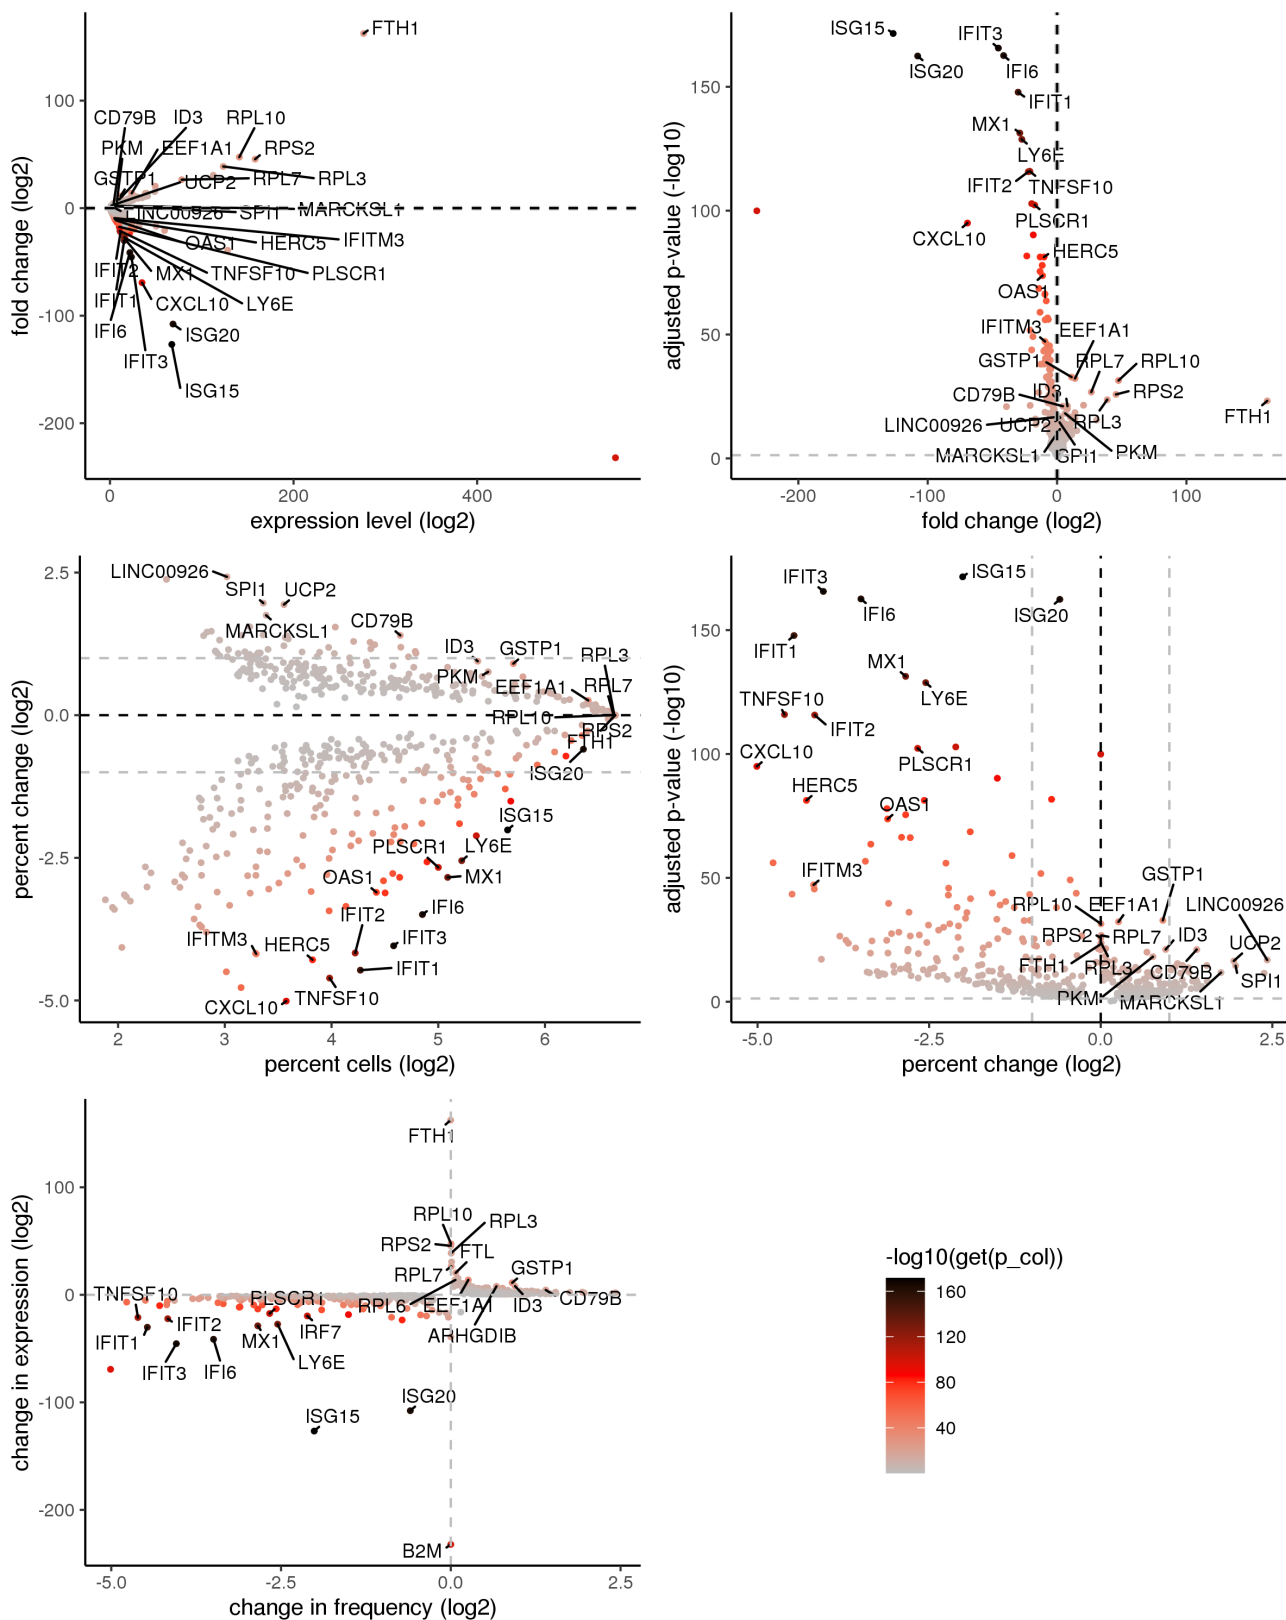 FTH1
CD79B
ID3
RPL10
PKM
EEF1A1
RPS2
GSTP1
UCP2
RPL7
RPL3
LINC00926
SPI1
MARCKSL1
OAS1
HERC5
IFITM3
IFIT2
MX1
TNFSF10
PLSCR1
IFIT1
CXCL10
LY6E
IFI6
ISG20
IFIT3
ISG15
100
0
-100
-200
0
200
400
expression level (log2)
fold change (log2)
ISG15
IFIT3
ISG20
IFI6
IFIT1
MX1
LY6E
IFIT2
TNFSF10
PLSCR1
CXCL10
HERC5
OAS1
IFITM3
EEF1A1
GSTP1
RPL7
RPL10
CD79B
ID3
RPS2
LINC00926
UCP2
RPL3
FTH1
MARCKSL1
SPI1
PKM
150
100
50
0
-200
-100
0
100
fold change (log2)
adjusted p-value (-log10)
LINC00926
SPI1
UCP2
MARCKSL1
CD79B
ID3
GSTP1
RPL3
PKM
EEF1A1
RPL7
RPL10
RPS2
FTH1
ISG20
ISG15
PLSCR1
LY6E
OAS1
MX1
IFIT2
IFI6
IFITM3
HERC5
IFIT3
IFIT1
CXCL10
TNFSF10
2.5
0.0
-2.5
-5.0
2
3
4
5
6
percent cells (log2)
percent change (log2)
IFIT3
ISG15
IFI6
ISG20
IFIT1
MX1
LY6E
TNFSF10
IFIT2
CXCL10
PLSCR1
HERC5
OAS1
IFITM3
GSTP1
RPL10
EEF1A1
LINC00926
RPS2
RPL7
ID3
UCP2
FTH1
RPL3
CD79B
SPI1
PKM
MARCKSL1
150
100
50
0
-5.0
-2.5
0.0
2.5
percent change (log2)
adjusted p-value (-log10)
FTH1
RPL10
RPL3
RPS2
FTL
RPL7
GSTP1
TNFSF10
PLSCR1
RPL6
EEF1A1
ID3
CD79B
IFIT1
IFIT2
MX1
IRF7
ARHGDIB
IFIT3
IFI6
LY6E
ISG20
ISG15
B2M
100
0
-100
-200
-5.0
-2.5
0.0
2.5
change in frequency (log2)
change in expression (log2)
-log10(get(p_col))
160
120
80
40